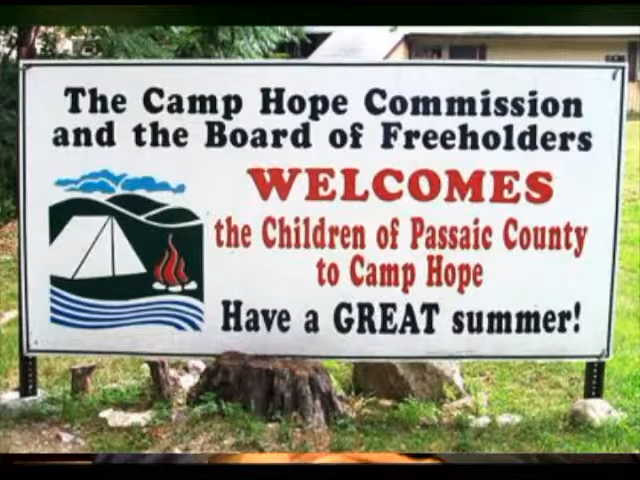 The Camp Hope Commission
and the Board of Freeholders
WELCOMES
the Children of Passaic County
to Camp Hope
Have a GREAT summer!